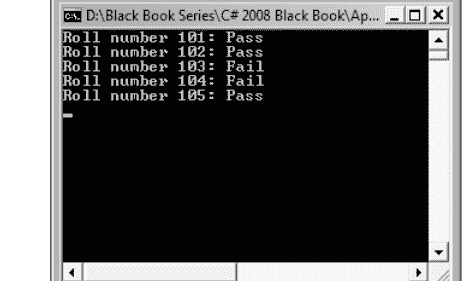 D:\Black Book Series\C# 2008 Black Book\Ap...
Roll number 101: Pass
Roll number 102: Pass
Roll number 103: Fail
Roll number 104: Fail
Roll number 105: Pass